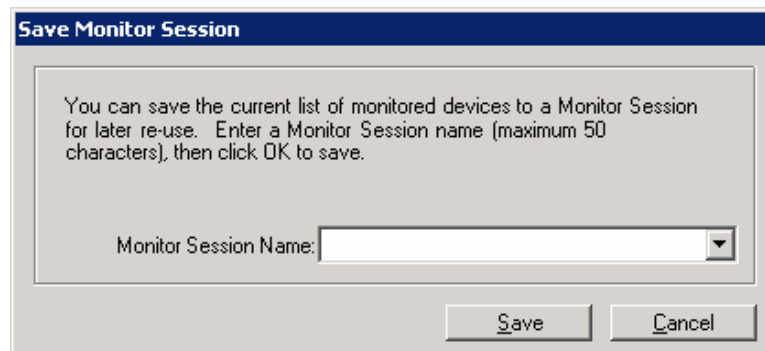 Save Monitor Session
You can save the current list of monitored devices to a Monitor Session
for later re-use.   Enter a Monitor Session name (maximum 50
characters), then click OK to save.
Monitor Session Name:
Save Cancel